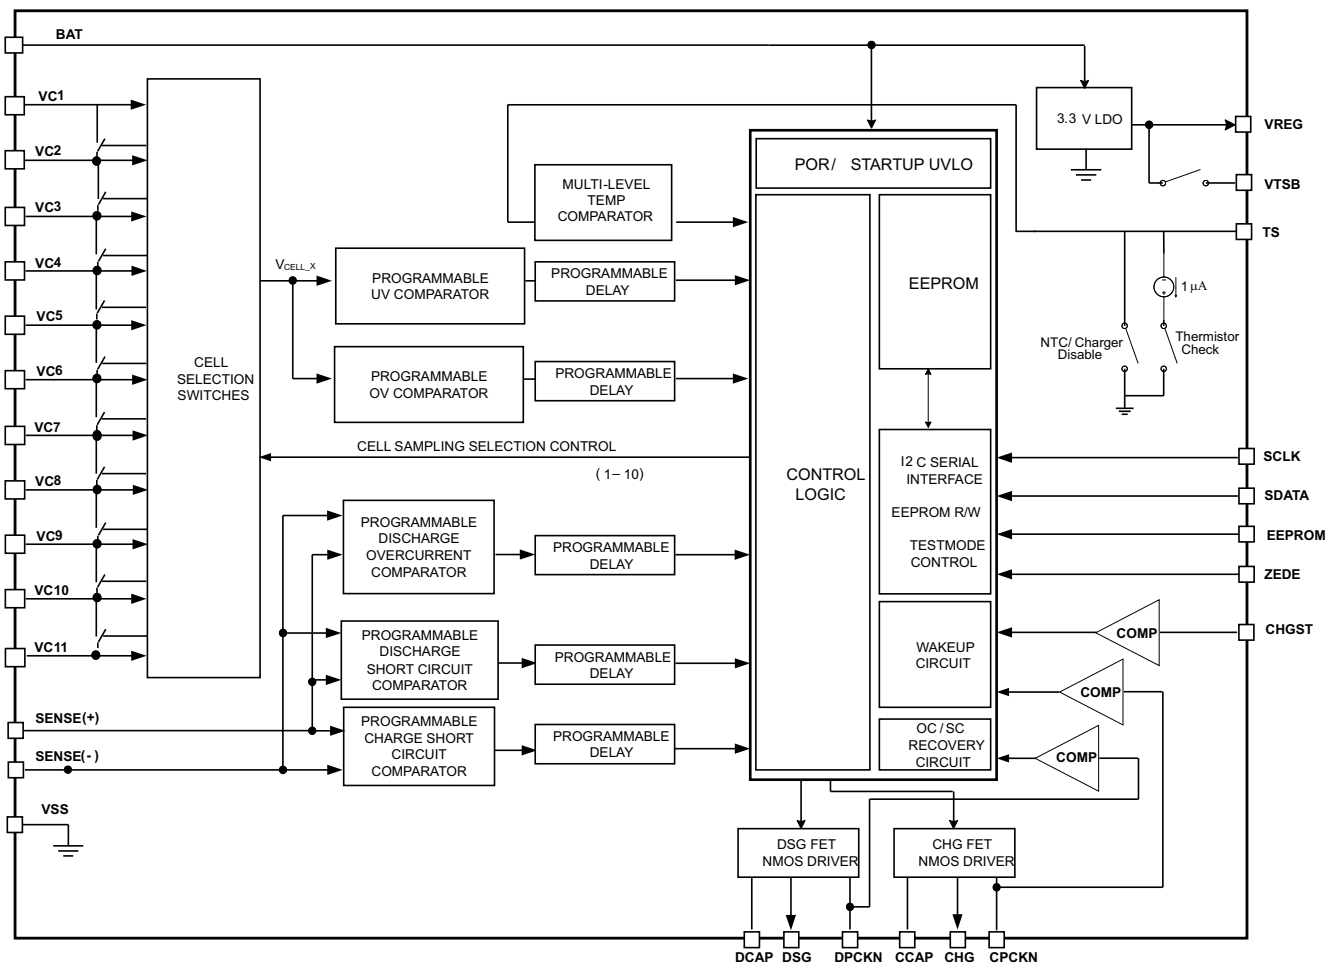 BAT
VC1
VC2
VC3
VC4
VC5
VC6
VC7
VC8
VC9
VC10
VC11
SENSE(+)
SENSE(-)
VSS
CELL
SELECTION
SWITCHES
VCELL_X
MULTI-LEVEL
TEMP
COMPARATOR
PROGRAMMABLE
UV COMPARATOR
PROGRAMMABLE
DELAY
PROGRAMMABLE
OV COMPARATOR
PROGRAMMABLE
DELAY
CELL SAMPLING SELECTION CONTROL
(1–10)
PROGRAMMABLE
DISCHARGE
OVERCURRENT
COMPARATOR
PROGRAMMABLE
DELAY
PROGRAMMABLE
DISCHARGE
SHORT CIRCUIT
COMPARATOR
PROGRAMMABLE
DELAY
PROGRAMMABLE
CHARGE SHORT
CIRCUIT
COMPARATOR
PROGRAMMABLE
DELAY
POR/ STARTUP UVLO
CONTROL
LOGIC
EEPROM
I2C SERIAL
INTERFACE
EEPROM R/W
TESTMODE
CONTROL
WAKEUP
CIRCUIT
OC/SC
RECOVERY
CIRCUIT
3.3 V LDO
1 µA
NTC/ Charger
Disable
Thermistor
Check
COMP
COMP
COMP
DSG FET
NMOS DRIVER
CHG FET
NMOS DRIVER
VREG
VTSB
TS
SCLK
SDATA
EEPROM
ZEDE
CHGST
DCAP
DSG
DPCKN
CCAP
CHG
CPCKN